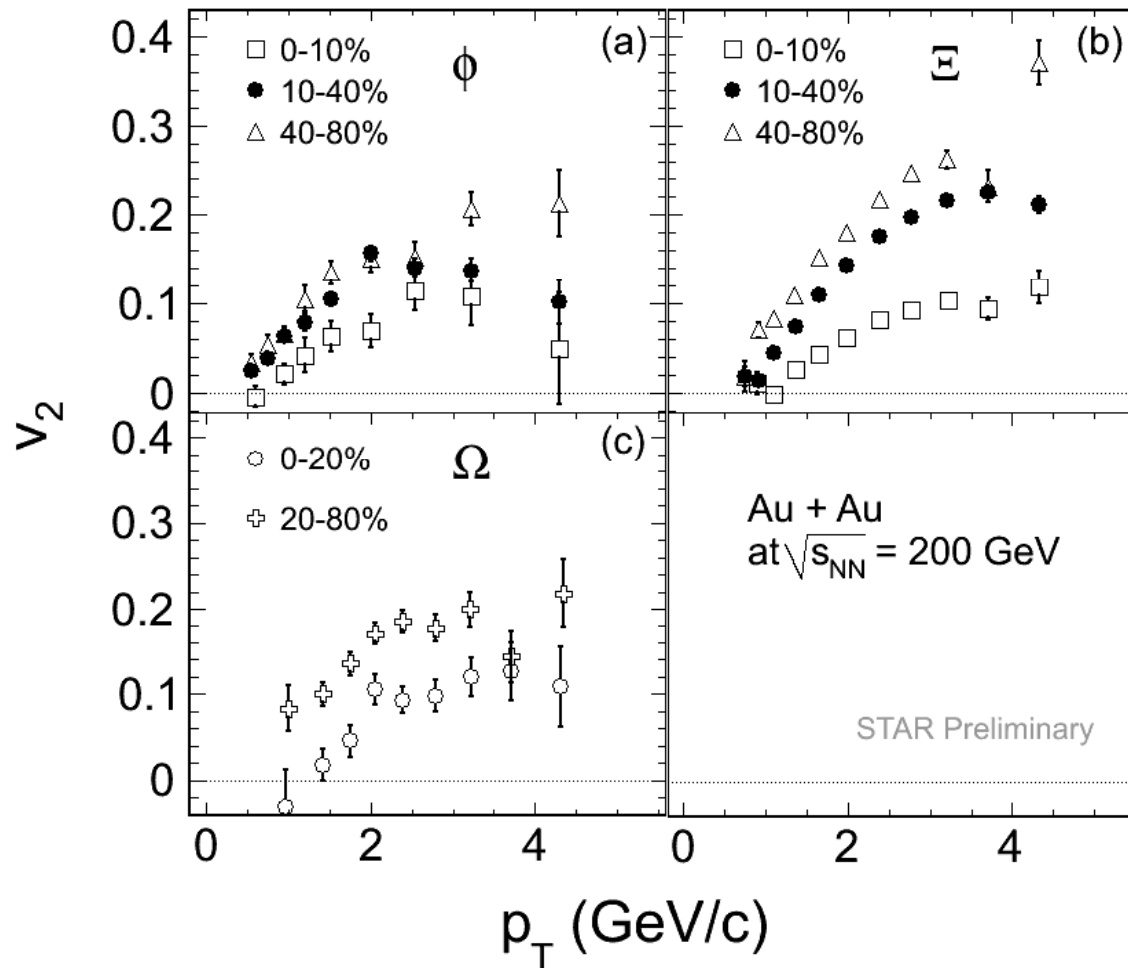 v2
0.4
0.3
0.2
0.1
0
(a)
ϕ
0-10%
10-40%
40-80%
(b)
Ξ
0-10%
10-40%
40-80%
0.4
0.3
0.2
0.1
0
(c)
Ω
0-20%
20-80%
Au + Au
at √sNN = 200 GeV
STAR Preliminary
0 2 4
0 2 4
pT (GeV/c)